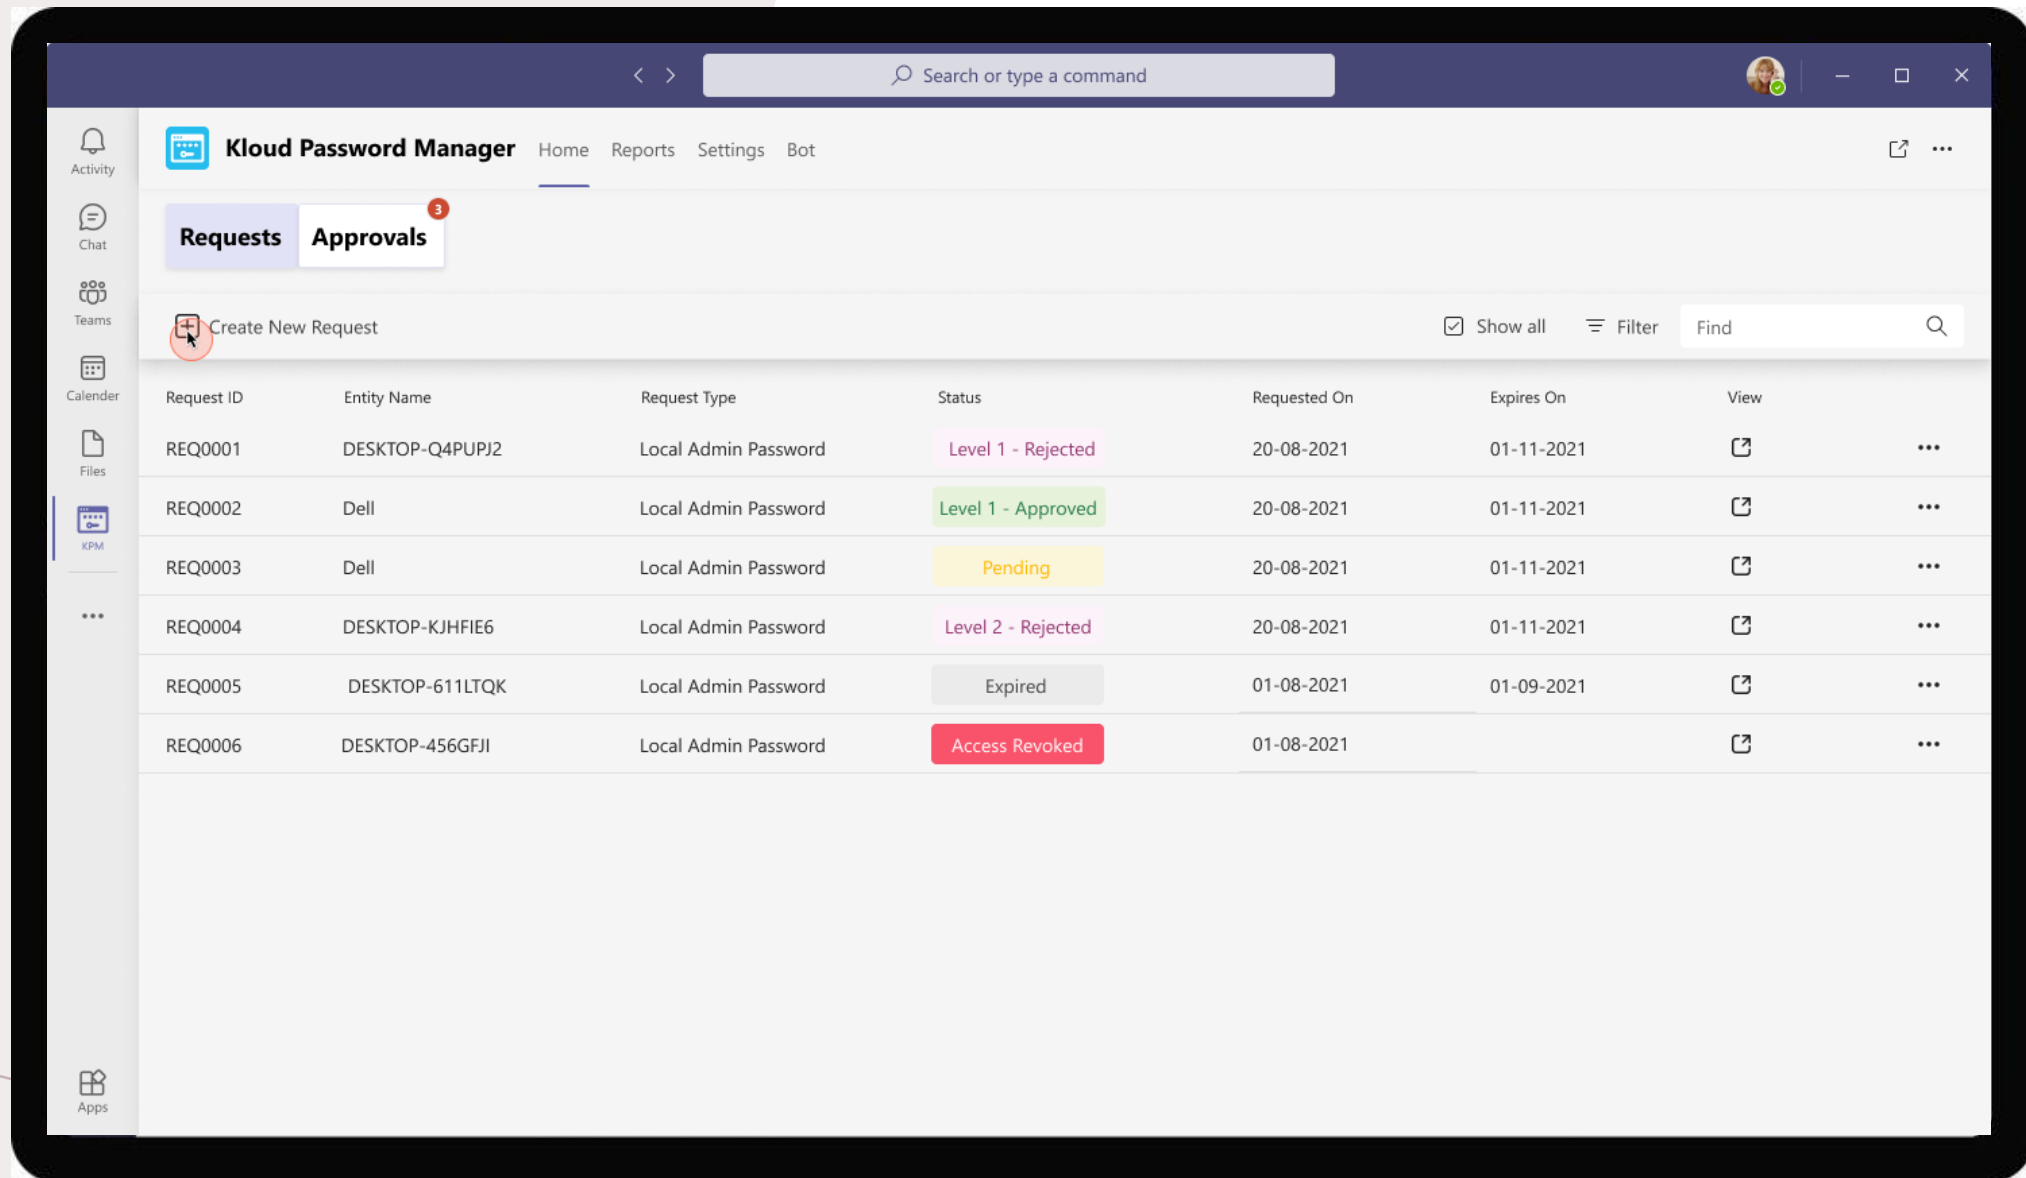 Search or type a command
Activity
Chat
Teams
Calender
Files
KPM
Apps
Kloud Password Manager Home Reports Settings Bot
Requests Approvals 3
Create New Request Show all Filter Find
Request ID Entity Name Request Type Status Requested On Expires On View
REQ0001 DESKTOP-Q4PUPJ2 Local Admin Password Level 1 - Rejected 20-08-2021 01-11-2021
REQ0002 Dell Local Admin Password Level 1 - Approved 20-08-2021 01-11-2021
REQ0003 Dell Local Admin Password Pending 20-08-2021 01-11-2021
REQ0004 DESKTOP-KJHFIE6 Local Admin Password Level 2 - Rejected 20-08-2021 01-11-2021
REQ0005 DESKTOP-611LTQK Local Admin Password Expired 01-08-2021 01-09-2021
REQ0006 DESKTOP-456GFJI Local Admin Password Access Revoked 01-08-2021